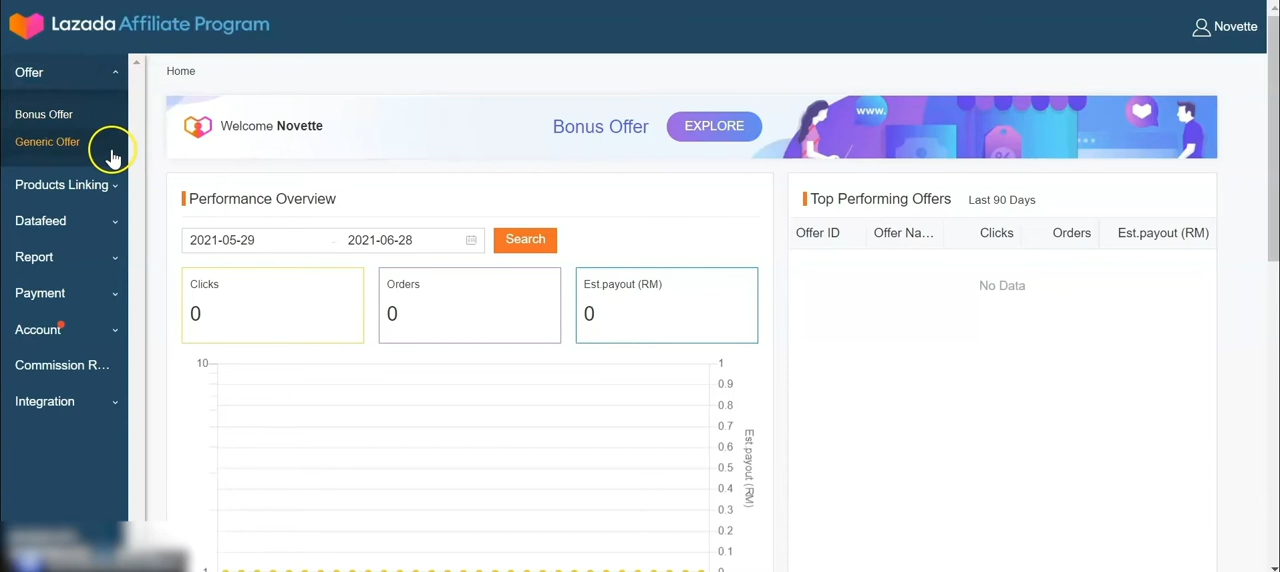 Lazada Affiliate Program
Novette
Offer
Bonus Offer
Generic Offer
Products Linking
Datafeed
Report
Payment
Account
Commission R...
Integration
Home
Welcome Novette
Bonus Offer
EXPLORE
www.
%
Performance Overview
2021-05-29 - 2021-06-28
Search
Clicks
0
Orders
0
Est.payout (RM)
0
10
1
1
0.9
0.8
0.7
0.6
0.5
0.4
0.3
0.2
0.1
0
Est.payout (RM)
Top Performing Offers Last 90 Days
Offer ID Offer Na... Clicks Orders Est.payout (RM)
No Data